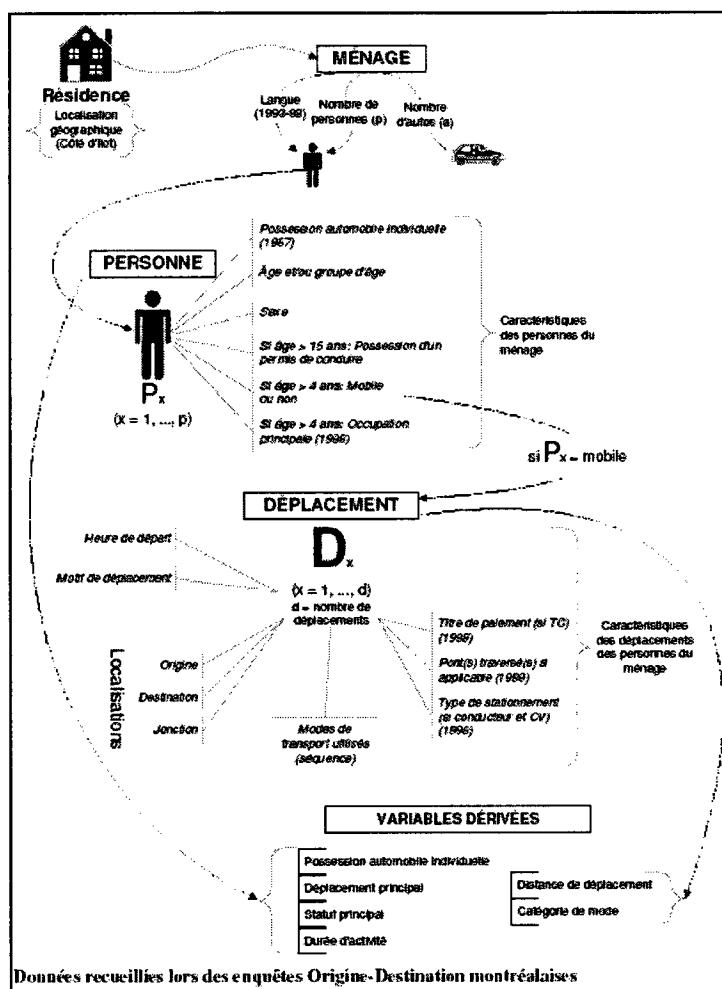 MÉNAGE
Résidence
Localisation
géographique
(Côté d'îlot)
Langue
(1993-98)
Nombre de
personnes (p)
Nombre
d'autos (a)
PERSONNE
P x
(x = 1, ..., p)
Possession automobile individuelle
(1987)
Âge et/ou groupe d'âge
Sexe
Si âge > 15 ans: Possession d'un
permis de conduire
Si âge > 4 ans: Mobile
ou non
Si âge > 4 ans: Occupation
principale (1998)
Caractéristiques
des personnes du
ménage
si Px = mobile
DÉPLACEMENT
D x
(x = 1, ..., d)
d = nombre de
déplacements
Heure de départ
Motif de déplacement
Localisations
Origine
Destination
Jonction
Modes de
transport utilisés
(séquence)
Titre de paiement (si TC)
(1998)
Pont(s) traversé(s) si
applicable (1998)
Type de stationnement
(si conducteur et CV)
(1998)
Caractéristiques
des déplacements
des personnes du
ménage
VARIABLES DÉRIVÉES
Possession automobile individuelle
Déplacement principal
Statut principal
Durée d'activité
Distance de déplacement
Catégorie de mode
Données recueillies lors des enquêtes Origine-Destination montréalaises